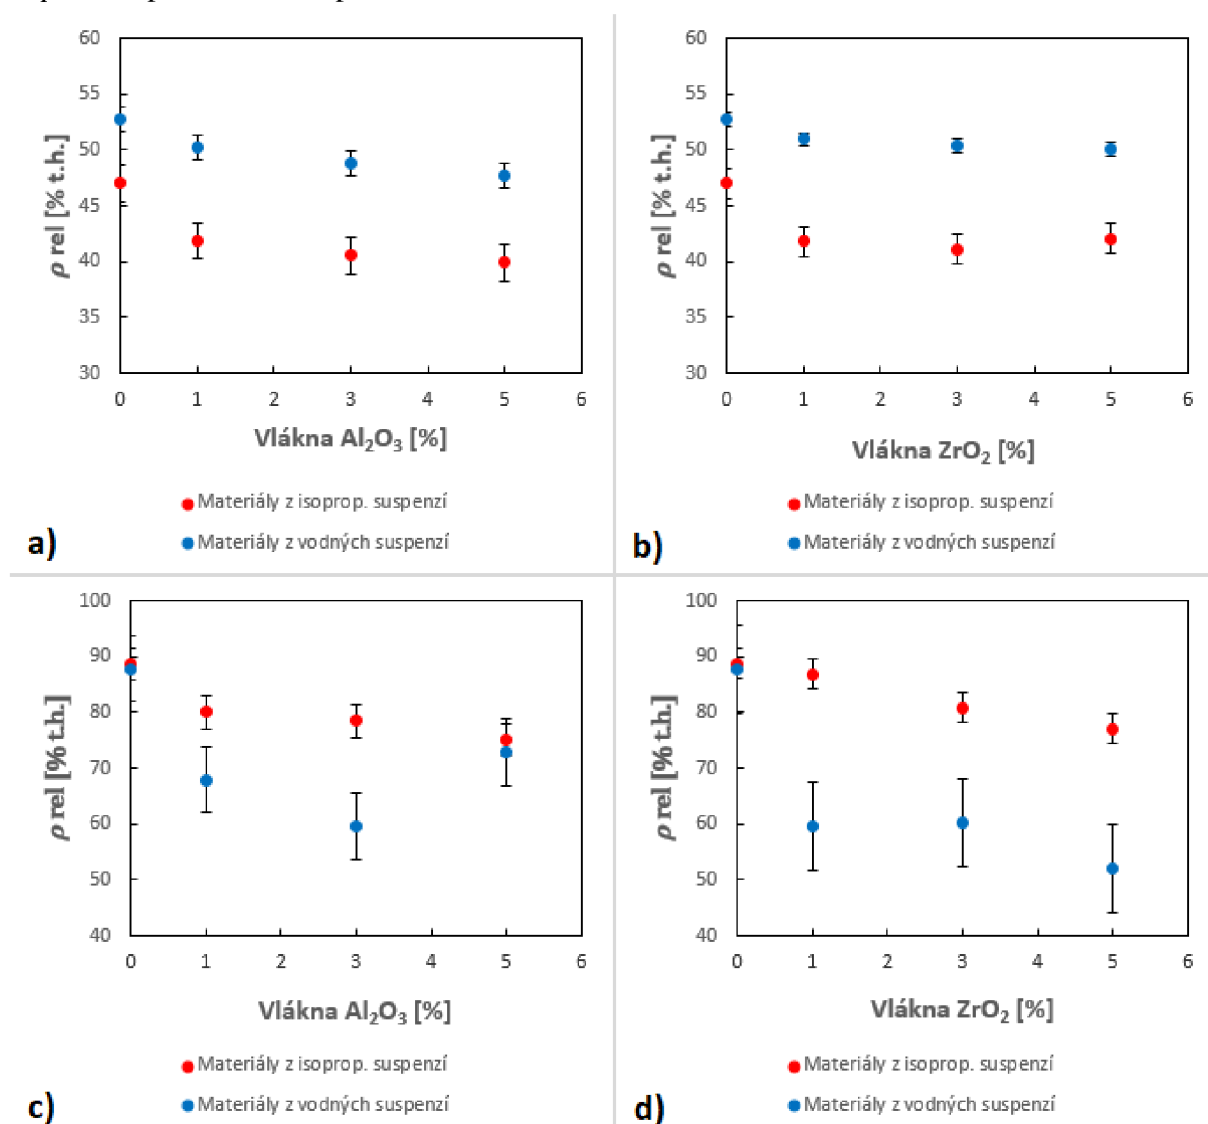 60
55
50
45
40
35
30
ρ rel [% t.h.]
0 1 2 3 4 5 6
Vlákna Al₂O₃ [%]
Materiály z isoprop. suspenzí
Materiály z vodných suspenzí
a)
60
55
50
45
40
35
30
ρ rel [% t.h.]
0 1 2 3 4 5 6
Vlákna ZrO₂ [%]
Materiály z isoprop. suspenzí
Materiály z vodných suspenzí
b)
100
90
80
70
60
50
40
ρ rel [% t.h.]
0 1 2 3 4 5 6
Vlákna Al₂O₃ [%]
Materiály z isoprop. suspenzí
Materiály z vodných suspenzí
c)
100
90
80
70
60
50
40
ρ rel [% t.h.]
0 1 2 3 4 5 6
Vlákna ZrO₂ [%]
Materiály z isoprop. suspenzí
Materiály z vodných suspenzí
d)